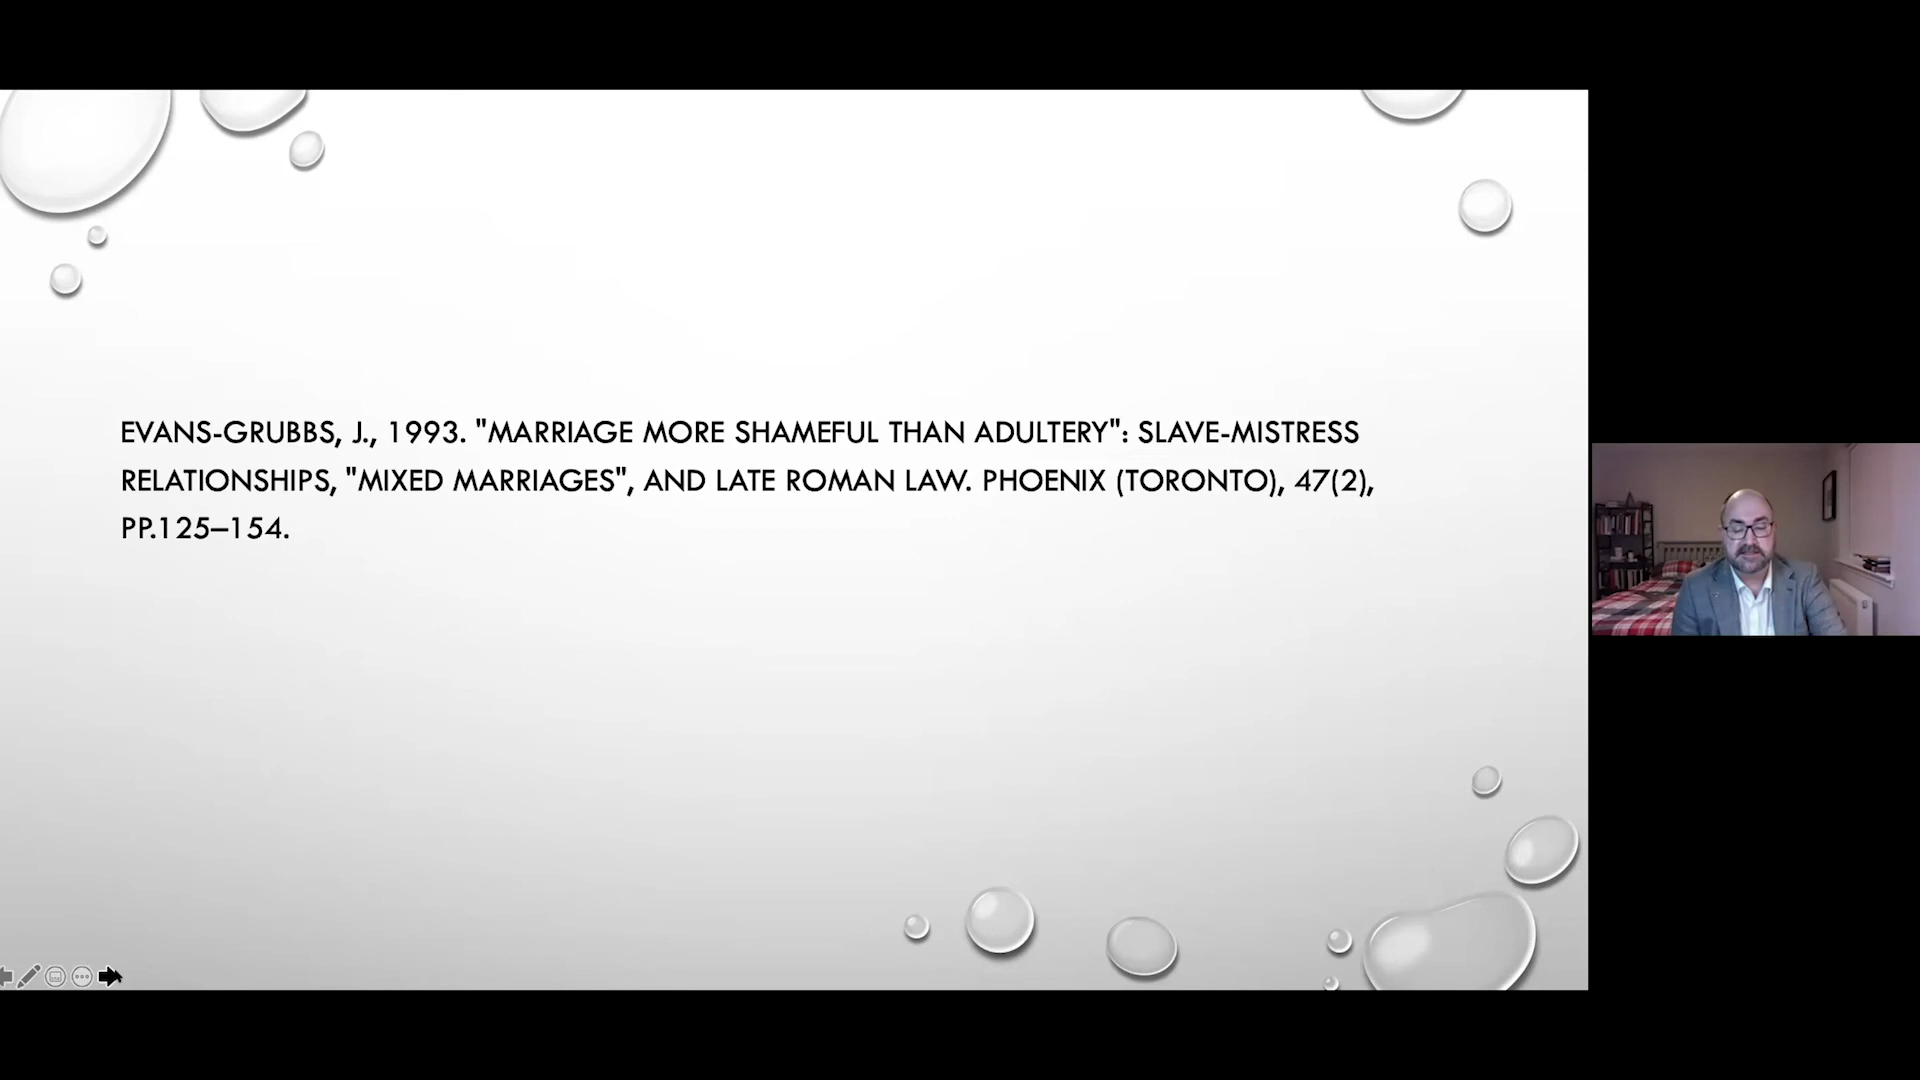 EVANS-GRUBBS, J., 1993. "MARRIAGE MORE SHAMEFUL THAN ADULTERY": SLAVE-MISTRESS
RELATIONSHIPS, "MIXED MARRIAGES", AND LATE ROMAN LAW. PHOENIX (TORONTO), 47(2),
PP.125–154.